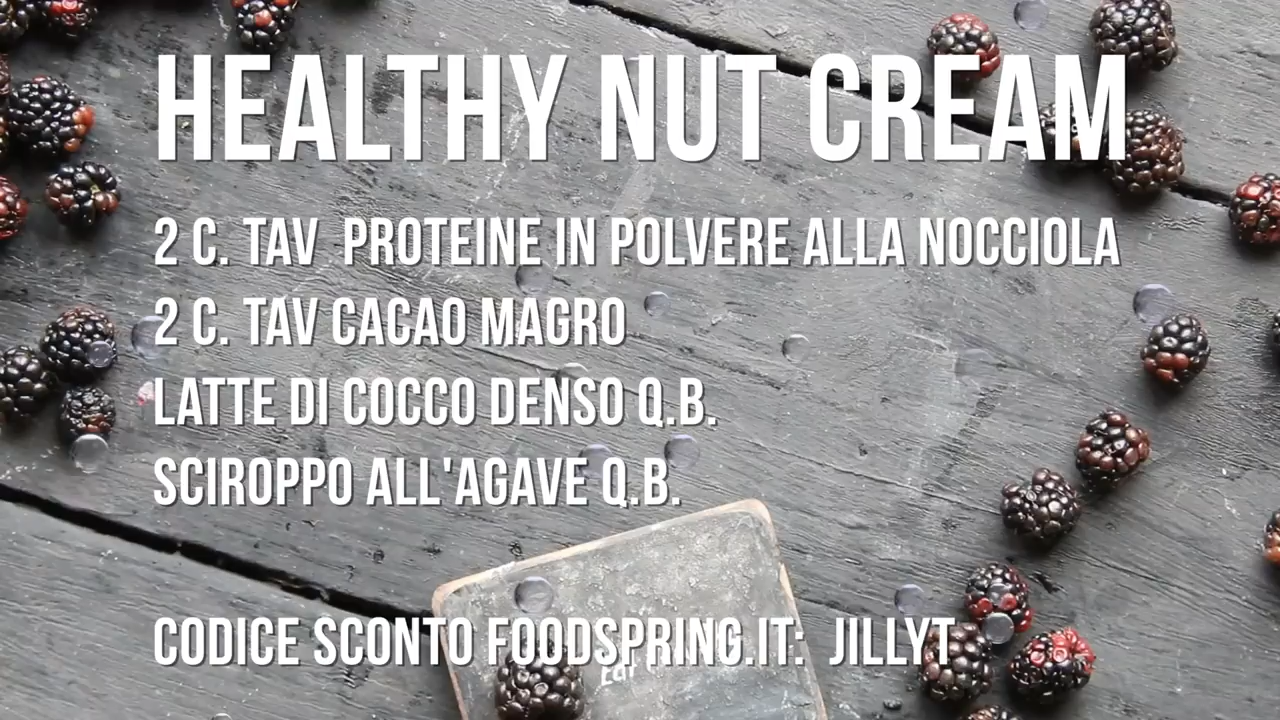 HEALTHY NUT CREAM
2 C. TAV PROTEINE IN POLVERE ALLA NOCCIOLA
2 C. TAV CACAO MAGRO
LATTE DI COCCO DENSO Q.B.
SCIROPPO ALL'AGAVE Q.B.
CODICE SCONTO FOODSPRING.IT: JILLYT